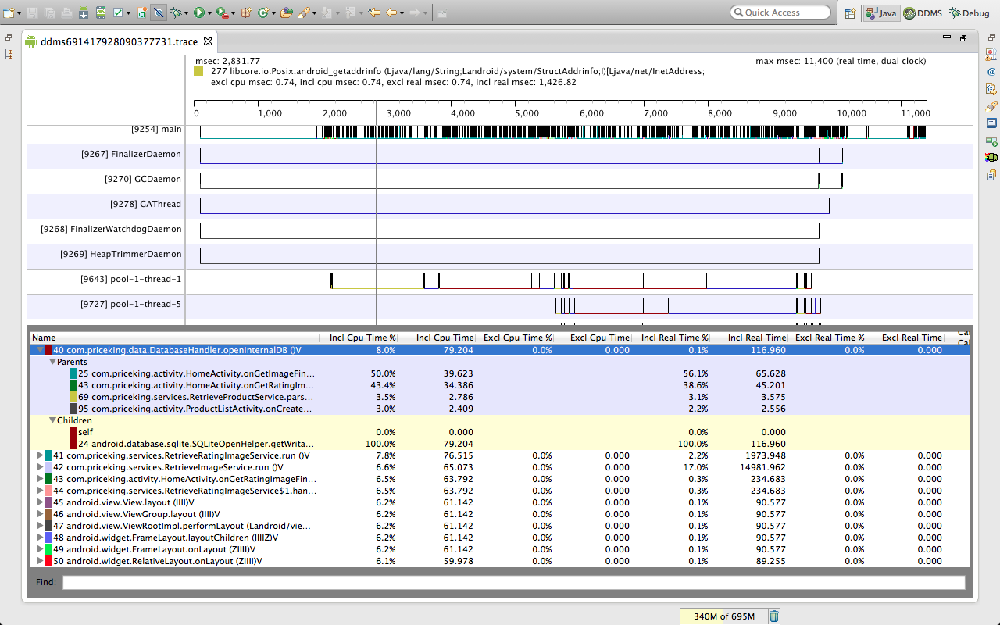 Quick Access
Java
DDMS
Debug
ddms691417928090377731.trace
msec: 2,831.77
max msec: 11,400 (real time, dual clock)
277 libcore.io.Posix.android_getaddrinfo (Ljava/lang/String;Landroid/system/StructAddrinfo;I)[Ljava/net/InetAddress;
excl cpu msec: 0.74, incl cpu msec: 0.74, excl real msec: 0.74, incl real msec: 1,426.82
0 1,000 2,000 3,000 4,000 5,000 6,000 7,000 8,000 9,000 10,000 11,000
[9254] main
[9267] FinalizerDaemon
[9270] GCDaemon
[9278] GAThread
[9268] FinalizerWatchdogDaemon
[9269] HeapTrimmerDaemon
[9643] pool-1-thread-1
[9727] pool-1-thread-5
Name Incl Cpu Time % Incl Cpu Time Excl Cpu Time % Excl Cpu Time Incl Real Time % Incl Real Time Excl Real Time % Excl Real Time
40 com.priceking.data.DatabaseHandler.openInternalDB ()V 8.0% 79.204 0.0% 0.000 0.1% 116.960 0.0% 0.000
Parents
25 com.priceking.activity.HomeActivity.onGetImageFin... 50.0% 39.623 56.1% 65.628
43 com.priceking.activity.HomeActivity.onGetRatingIm... 43.4% 34.386 38.6% 45.201
69 com.priceking.services.RetrieveProductService.pars... 3.5% 2.786 3.1% 3.575
95 com.priceking.activity.ProductListActivity.onCreate... 3.0% 2.409 2.2% 2.556
Children
self 0.0% 0.000 0.0% 0.000
24 android.database.sqlite.SQLiteOpenHelper.getWrita... 100.0% 79.204 100.0% 116.960
41 com.priceking.services.RetrieveRatingImageService.run ()V 7.8% 76.515 0.0% 0.000 2.2% 1973.948 0.0% 0.000
42 com.priceking.services.RetrieveImageService.run ()V 6.6% 65.073 0.0% 0.000 17.0% 14981.962 0.0% 0.000
43 com.priceking.activity.HomeActivity.onGetRatingImageFin... 6.5% 63.792 0.0% 0.000 0.3% 234.683 0.0% 0.000
44 com.priceking.services.RetrieveRatingImageService$1.han... 6.5% 63.792 0.0% 0.000 0.3% 234.683 0.0% 0.000
45 android.view.View.layout (IIII)V 6.2% 61.142 0.0% 0.000 0.1% 90.577 0.0% 0.000
46 android.view.ViewGroup.layout (IIII)V 6.2% 61.142 0.0% 0.000 0.1% 90.577 0.0% 0.000
47 android.view.ViewRootImpl.performLayout (Landroid/vie... 6.2% 61.142 0.0% 0.000 0.1% 90.577 0.0% 0.000
48 android.widget.FrameLayout.layoutChildren (IIIIZ)V 6.2% 61.142 0.0% 0.000 0.1% 90.577 0.0% 0.000
49 android.widget.FrameLayout.onLayout (ZIIII)V 6.2% 61.142 0.0% 0.000 0.1% 90.577 0.0% 0.000
50 android.widget.RelativeLayout.onLayout (ZIIII)V 6.1% 59.978 0.0% 0.000 0.1% 89.255 0.0% 0.000
Find:
340M of 695M